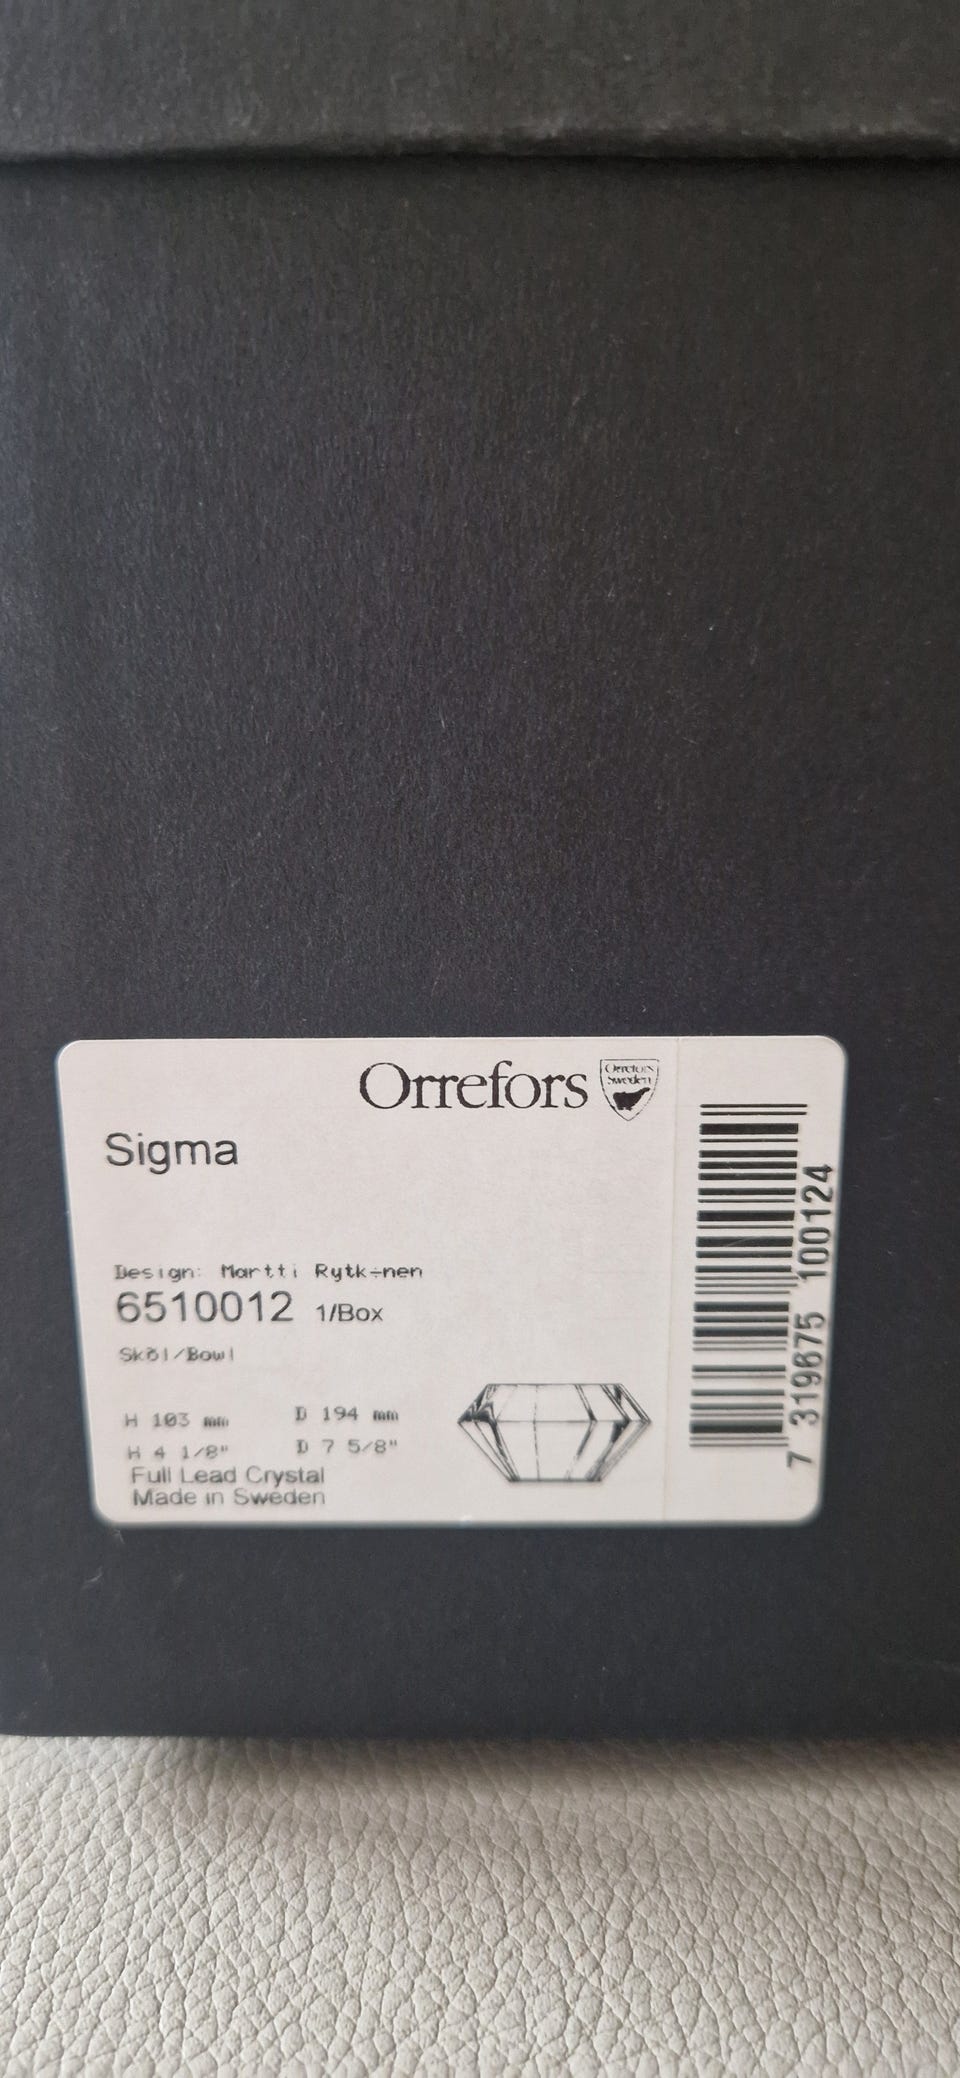 Orrefors
Orrefors
Sweden
Sigma
Design: Martti Rytk÷nen
6510012 1/Box
Skål/Bowl
H 103 mm D 194 mm
H 4 1/8" D 7 5/8"
Full Lead Crystal
Made in Sweden
7 319675 100124